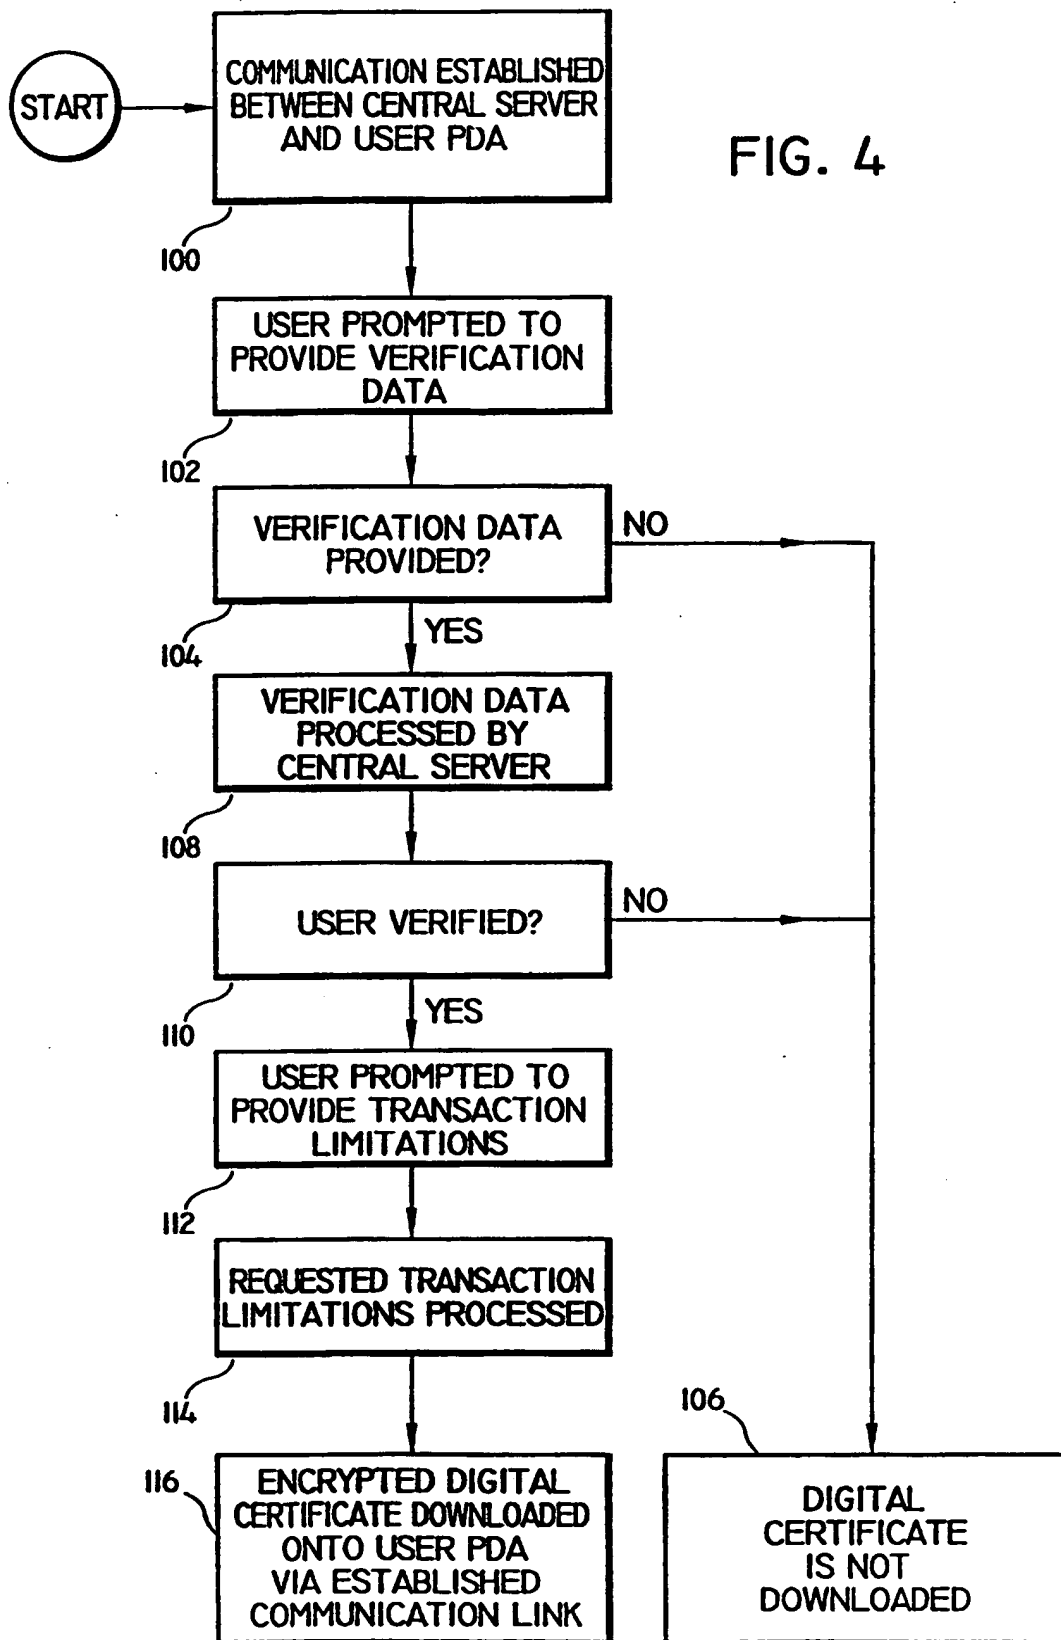 START
COMMUNICATION ESTABLISHED
BETWEEN CENTRAL SERVER
AND USER PDA
FIG. 4
100
USER PROMPTED TO
PROVIDE VERIFICATION
DATA
102
VERIFICATION DATA
PROVIDED?
NO
104
YES
VERIFICATION DATA
PROCESSED BY
CENTRAL SERVER
108
USER VERIFIED?
NO
110
YES
USER PROMPTED TO
PROVIDE TRANSACTION
LIMITATIONS
112
REQUESTED TRANSACTION
LIMITATIONS PROCESSED
114
106
116
ENCRYPTED DIGITAL
CERTIFICATE DOWNLOADED
ONTO USER PDA
VIA ESTABLISHED
COMMUNICATION LINK
DIGITAL
CERTIFICATE
IS NOT
DOWNLOADED